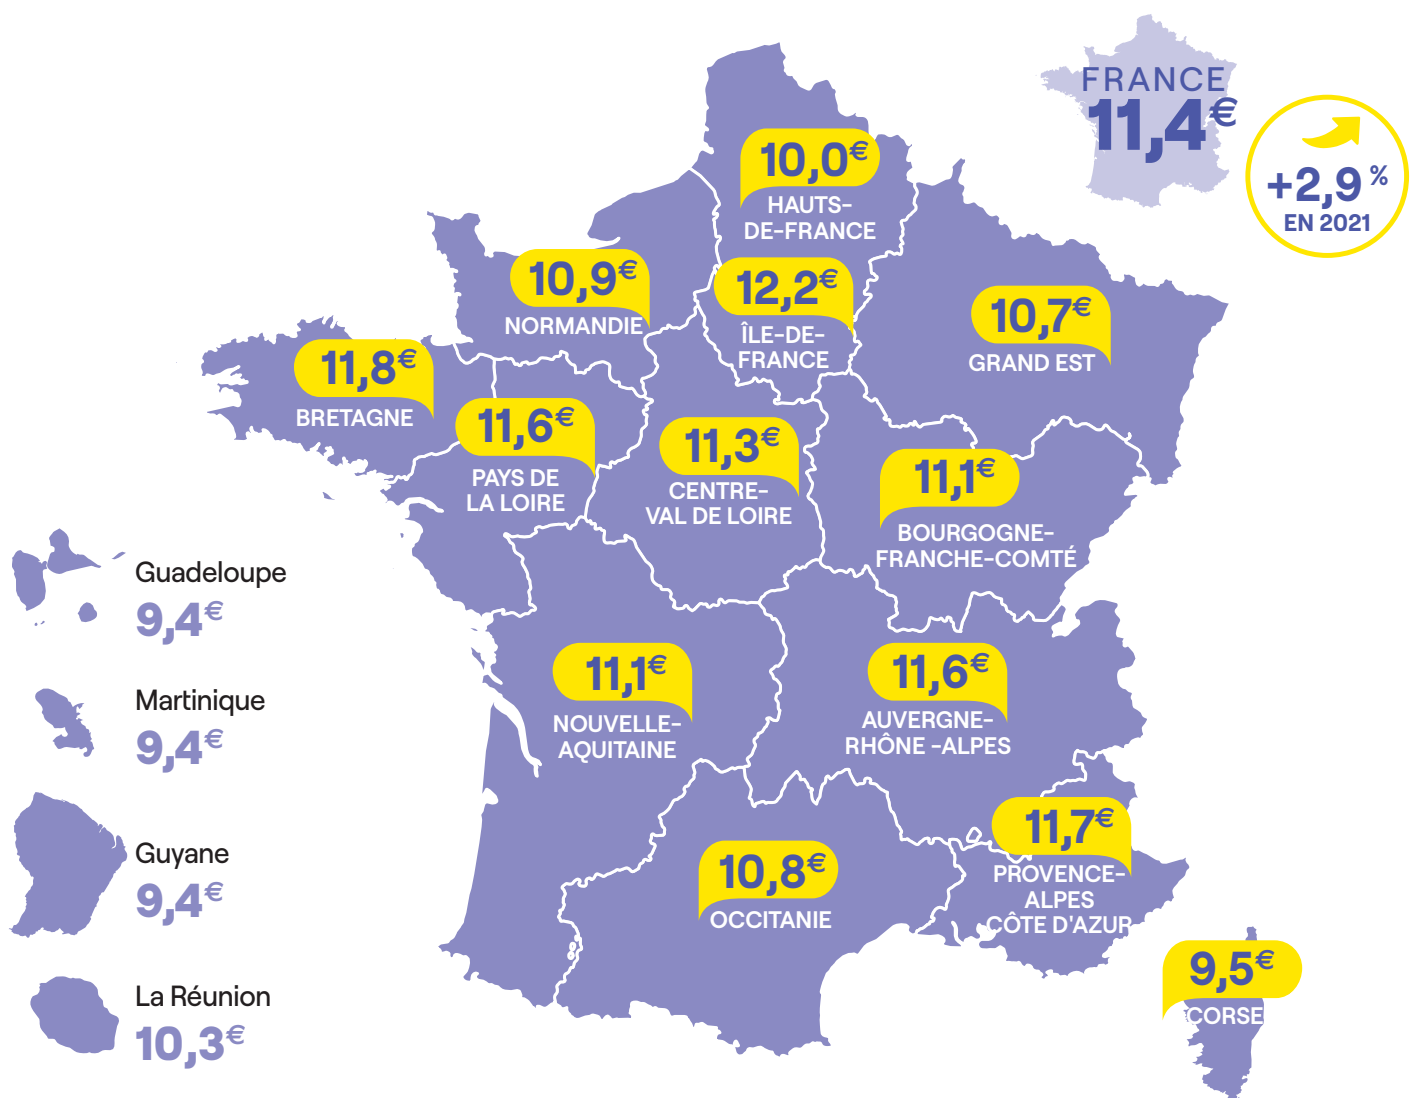 FRANCE
11,4€
+2,9%
EN 2021
10,0€
HAUTS-
DE-FRANCE
10,9€
NORMANDIE
12,2€
ÎLE-DE-
FRANCE
10,7€
GRAND EST
11,8€
BRETAGNE
11,6€
PAYS DE
LA LOIRE
11,3€
CENTRE-
VAL DE LOIRE
11,1€
BOURGOGNE-
FRANCHE-COMTÉ
11,1€
NOUVELLE-
AQUITAINE
11,6€
AUVERGNE-
RHÔNE -ALPES
10,8€
OCCITANIE
11,7€
PROVENCE-
ALPES
CÔTE D'AZUR
9,5€
CORSE
Guadeloupe
9,4€
Martinique
9,4€
Guyane
9,4€
La Réunion
10,3€